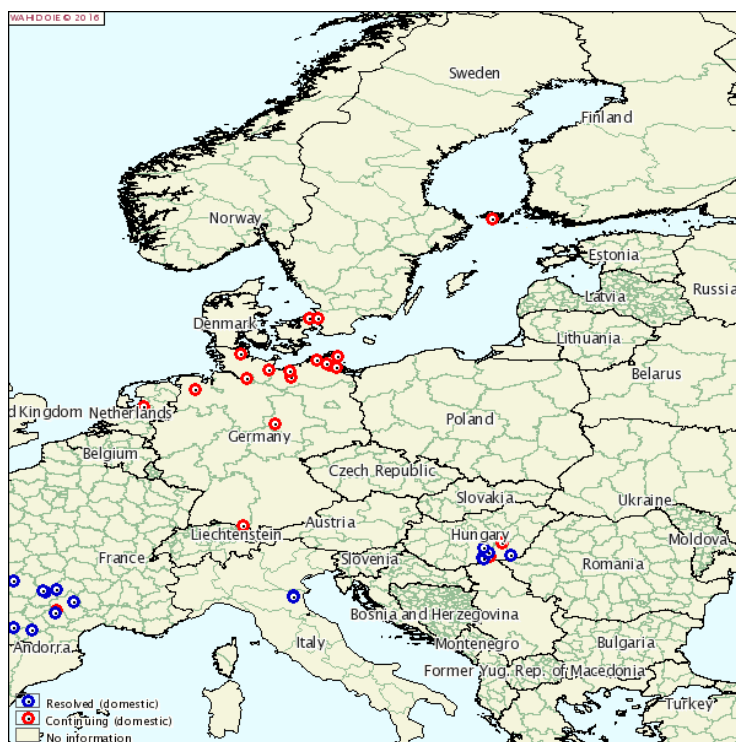 WAHID OIE © 2016
Sweden
Finland
Norway
Estonia
Russia
Latvia
Denmark
Lithuania
Belarus
d Kingdom
Netherlands
Poland
Germany
Belgium
Czech Republic
Ukraine
Slovakia
Liechtenstein
Austria
Hungary
Moldova
France
Slovenia
Romania
Bosnia and Herzegovina
Italy
Andorra
Montenegro
Bulgaria
Former Yug. Rep. of Macedonia
Turkey
Resolved (domestic)
Continuing (domestic)
No information